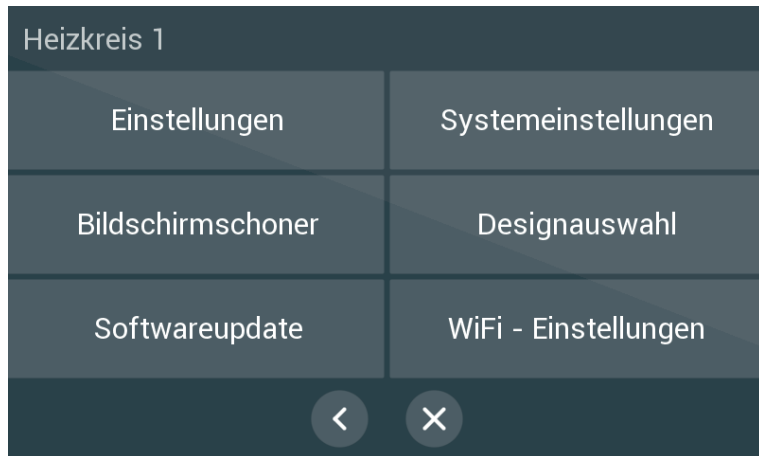 Heizkreis 1
Einstellungen
Systemeinstellungen
Bildschirmschoner
Designauswahl
Softwareupdate
WiFi - Einstellungen